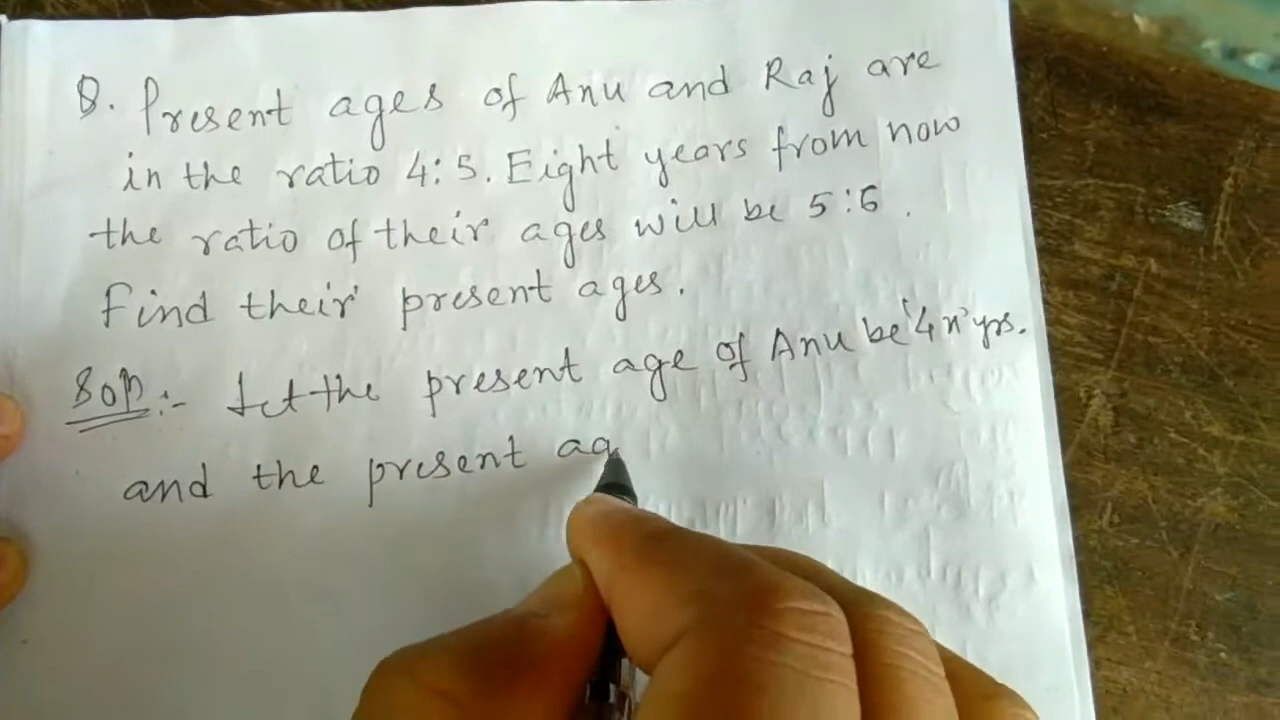 Q. Present ages of Anu and Raj are
in the ratio 4:5. Eight years from now
the ratio of their ages will be 5:6.
Find their present ages.
Soln:- Let the present age of Anu be '4x' yrs.
and the present ag